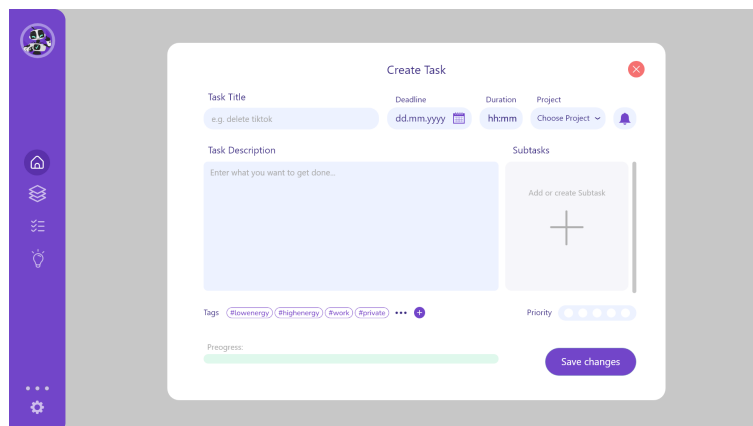 Create Task
Task Title
Deadline
Duration
Project
e.g. delete tiktok
dd.mm.yyyy
hh:mm
Choose Project
Task Description
Subtasks
Enter what you want to get done...
Add or create Subtask
Tags #lowenergy #highenergy #work #private
Priority
Preogress:
Save changes